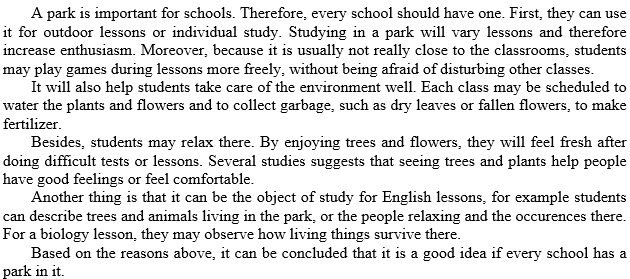 A park is important for schools. Therefore, every school should have one. First, they can use
it for outdoor lessons or individual study. Studying in a park will vary lessons and therefore
increase enthusiasm. Moreover, because it is usually not really close to the classrooms, students
may play games during lessons more freely, without being afraid of disturbing other classes.
It will also help students take care of the environment well. Each class may be scheduled to
water the plants and flowers and to collect garbage, such as dry leaves or fallen flowers, to make
fertilizer.
Besides, students may relax there. By enjoying trees and flowers, they will feel fresh after
doing difficult tests or lessons. Several studies suggests that seeing trees and plants help people
have good feelings or feel comfortable.
Another thing is that it can be the object of study for English lessons, for example students
can describe trees and animals living in the park, or the people relaxing and the occurences there.
For a biology lesson, they may observe how living things survive there.
Based on the reasons above, it can be concluded that it is a good idea if every school has a
park in it.